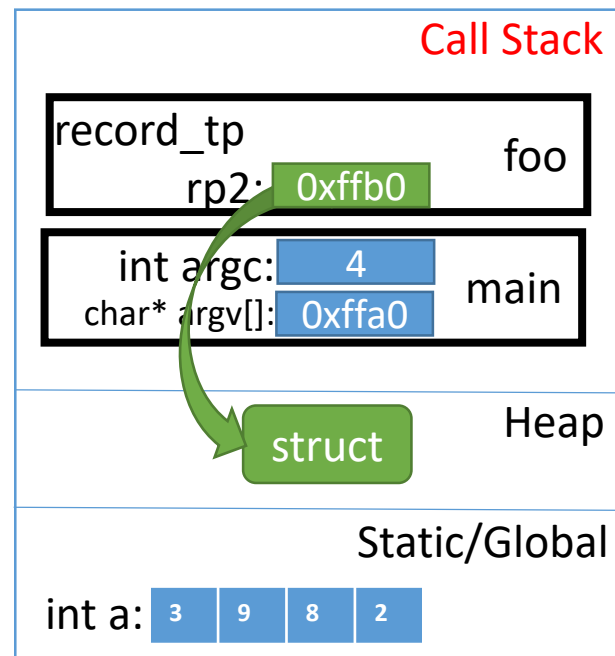 Call Stack
record_tp
foo
rp2: 0xffb0
int argc: 4
main
char* argv[]: 0xffa0
Heap
struct
Static/Global
int a: 3 9 8 2